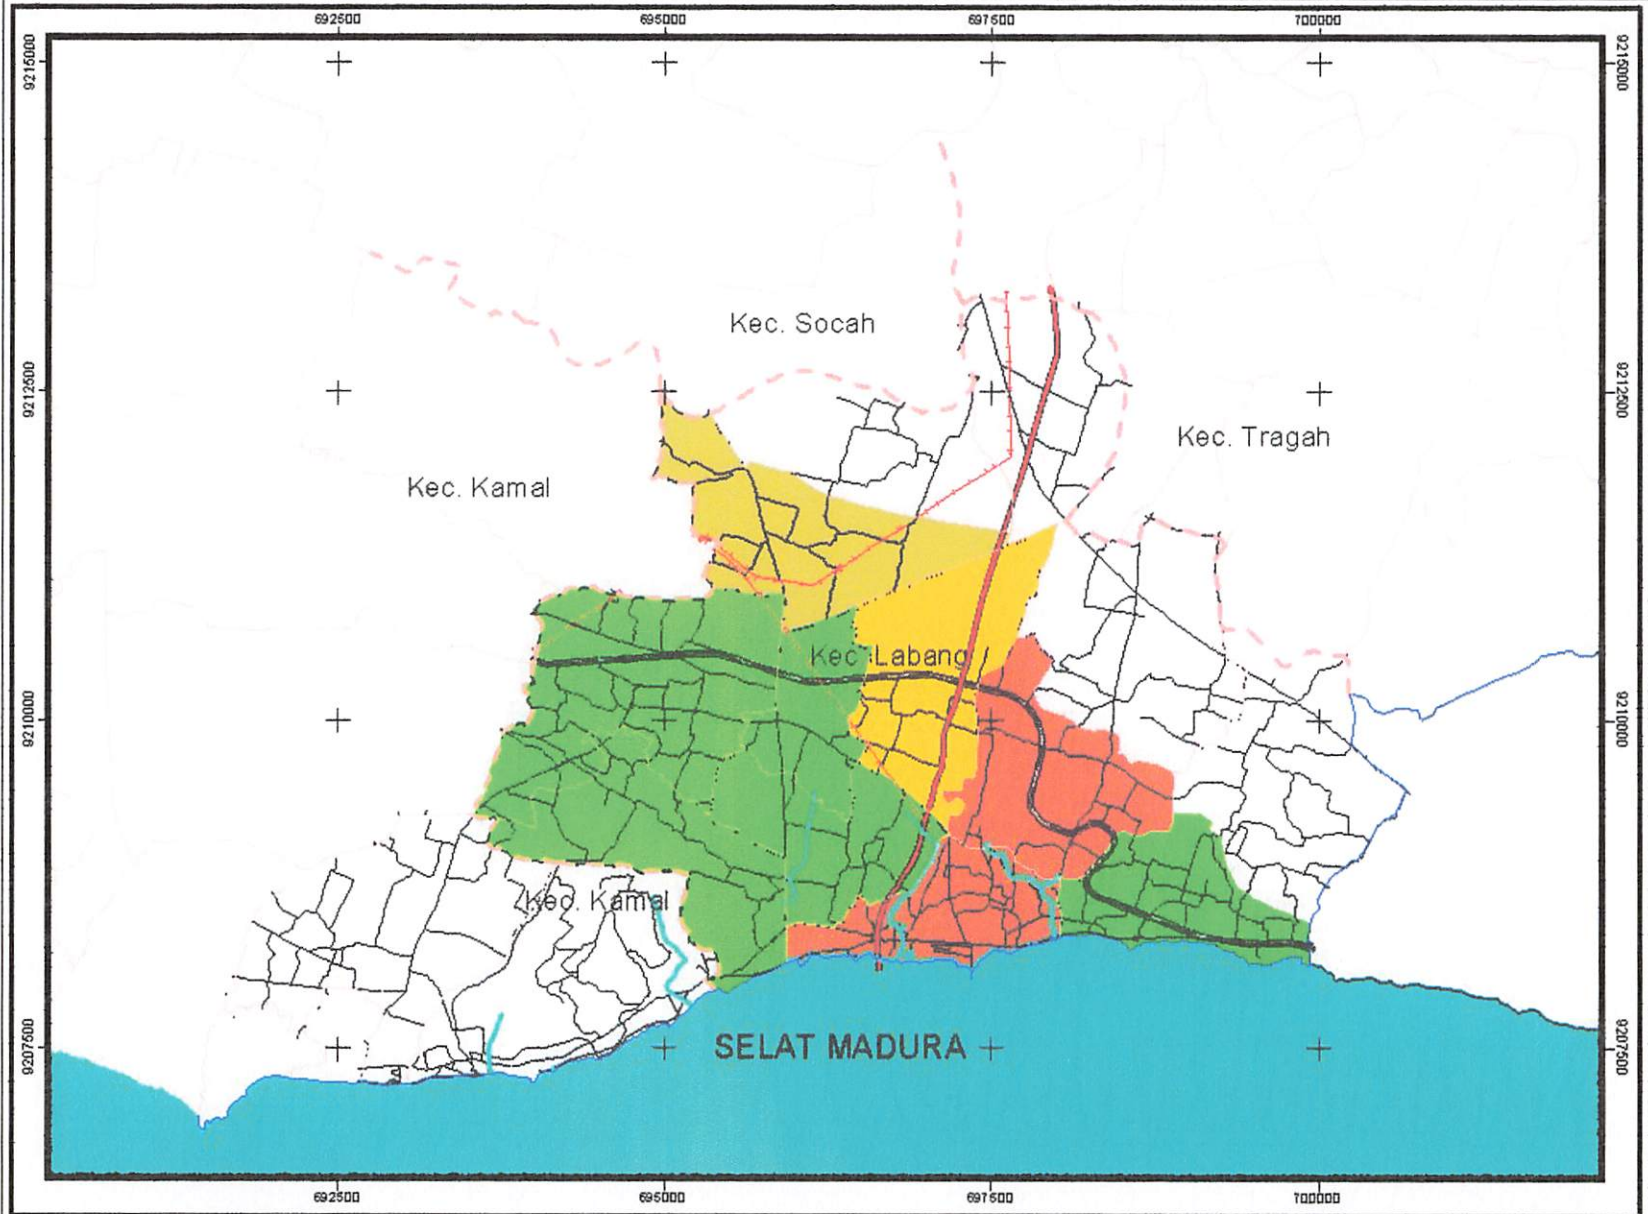 692500 695000 697500 700000
9215000 9215000
Kec. Socah
9212500 9212500
Kec. Tragah
Kec. Kamal
Kec. Labang
9210000 9210000
Kec. Kamal
SELAT MADURA
9207500 9207500
692500 695000 697500 700000